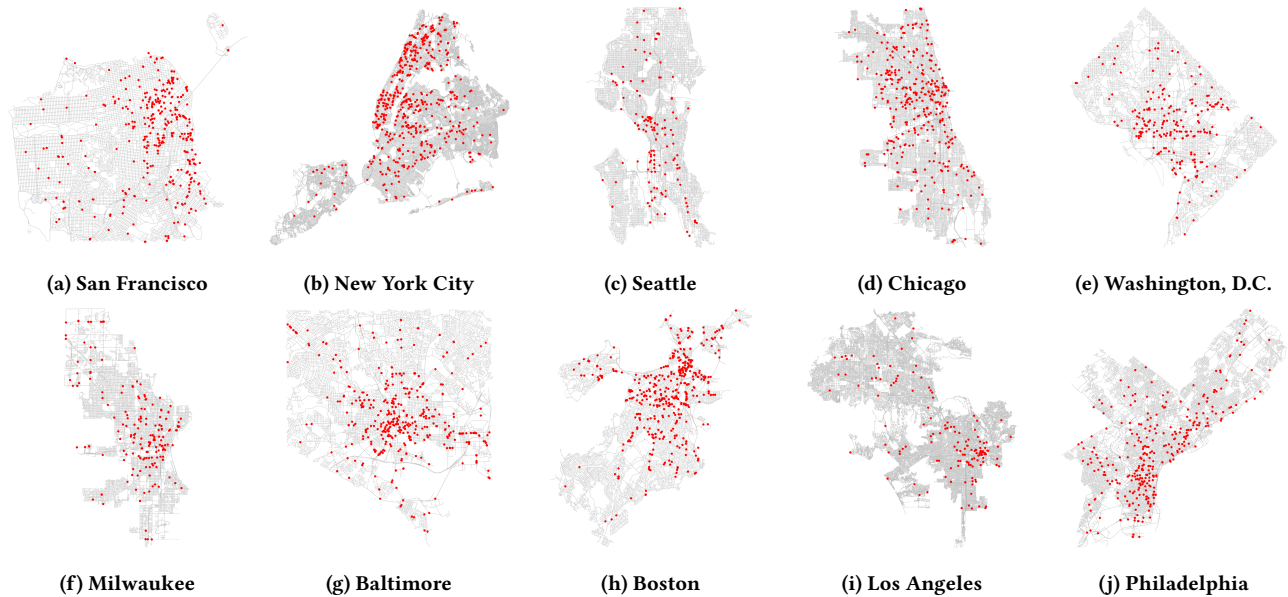 (a) San Francisco
(b) New York City
(c) Seattle
(d) Chicago
(e) Washington, D.C.
(f) Milwaukee
(g) Baltimore
(h) Boston
(i) Los Angeles
(j) Philadelphia